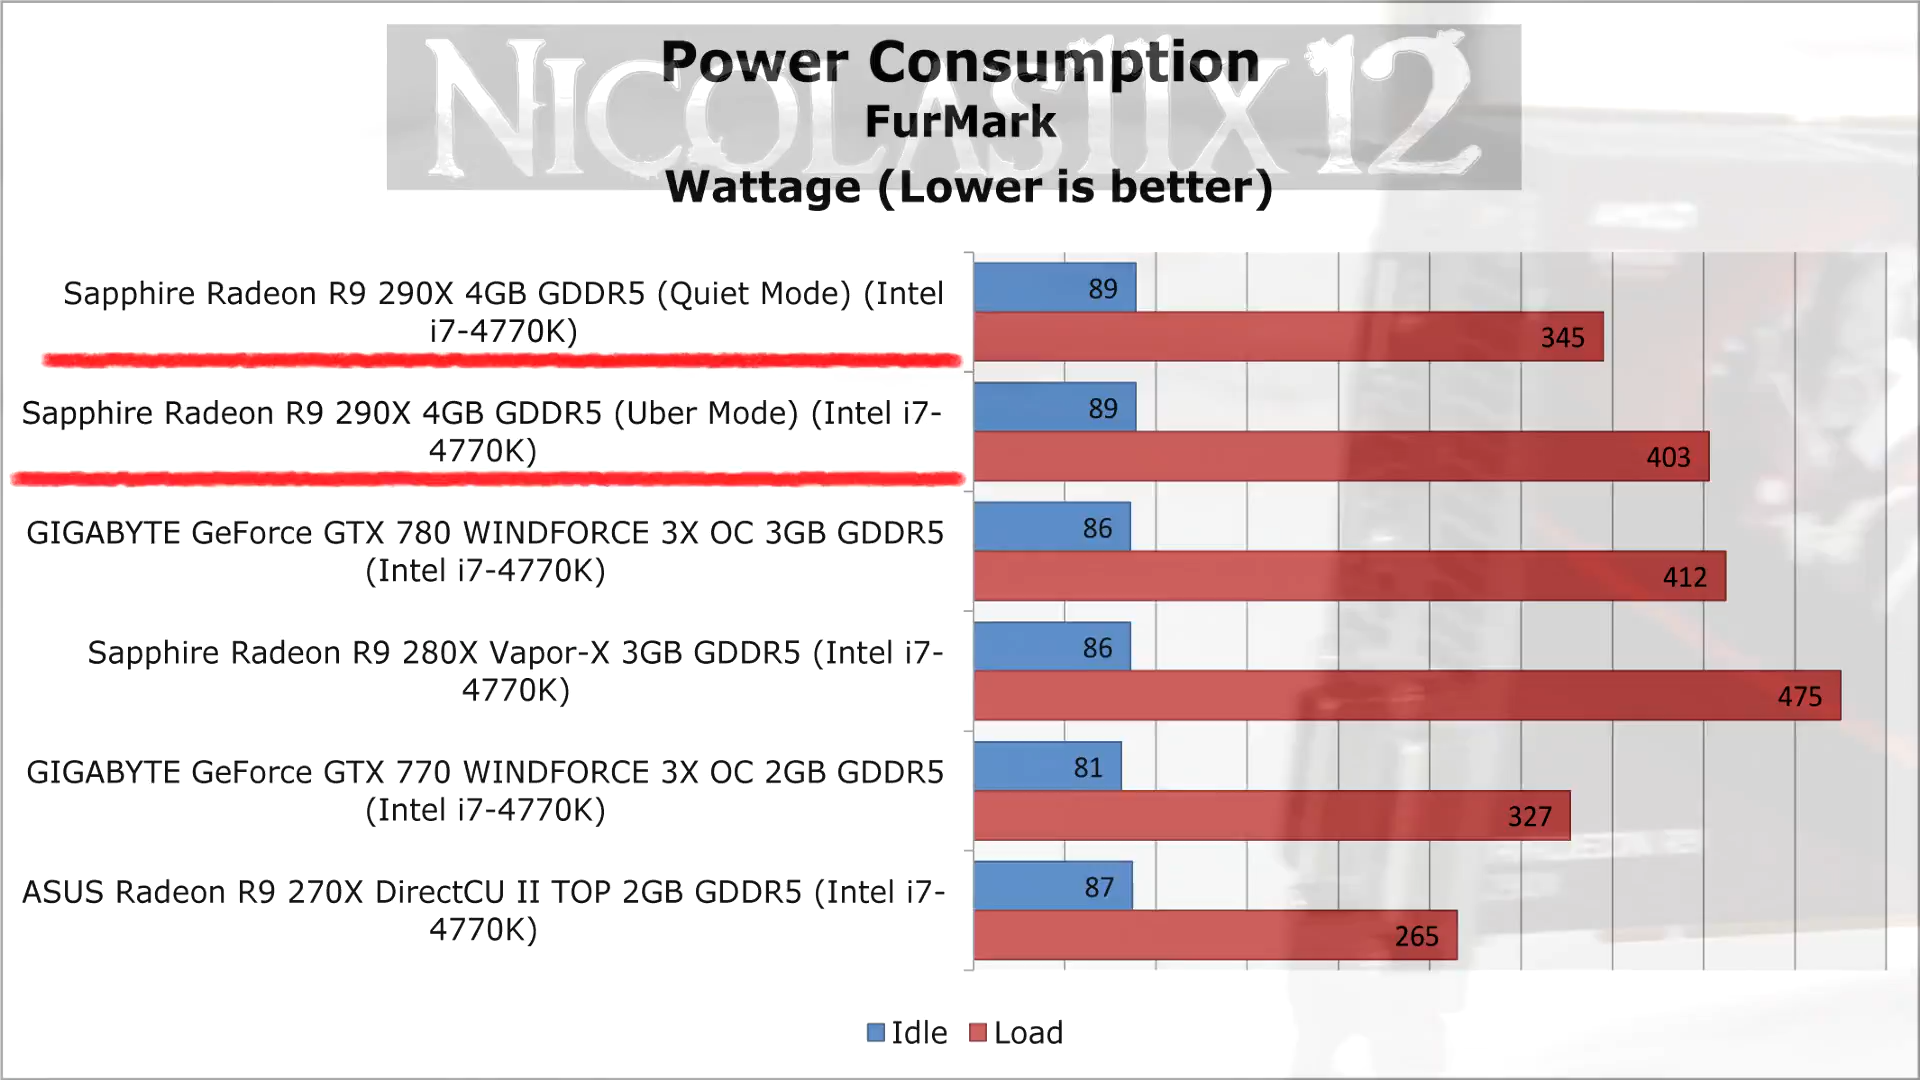 NICOLAS11X12
Power Consumption
FurMark
Wattage (Lower is better)
Sapphire Radeon R9 290X 4GB GDDR5 (Quiet Mode) (Intel
i7-4770K)
89
345
Sapphire Radeon R9 290X 4GB GDDR5 (Uber Mode) (Intel i7-
4770K)
89
403
GIGABYTE GeForce GTX 780 WINDFORCE 3X OC 3GB GDDR5
(Intel i7-4770K)
86
412
Sapphire Radeon R9 280X Vapor-X 3GB GDDR5 (Intel i7-
4770K)
86
475
GIGABYTE GeForce GTX 770 WINDFORCE 3X OC 2GB GDDR5
(Intel i7-4770K)
81
327
ASUS Radeon R9 270X DirectCU II TOP 2GB GDDR5 (Intel i7-
4770K)
87
265
Idle Load